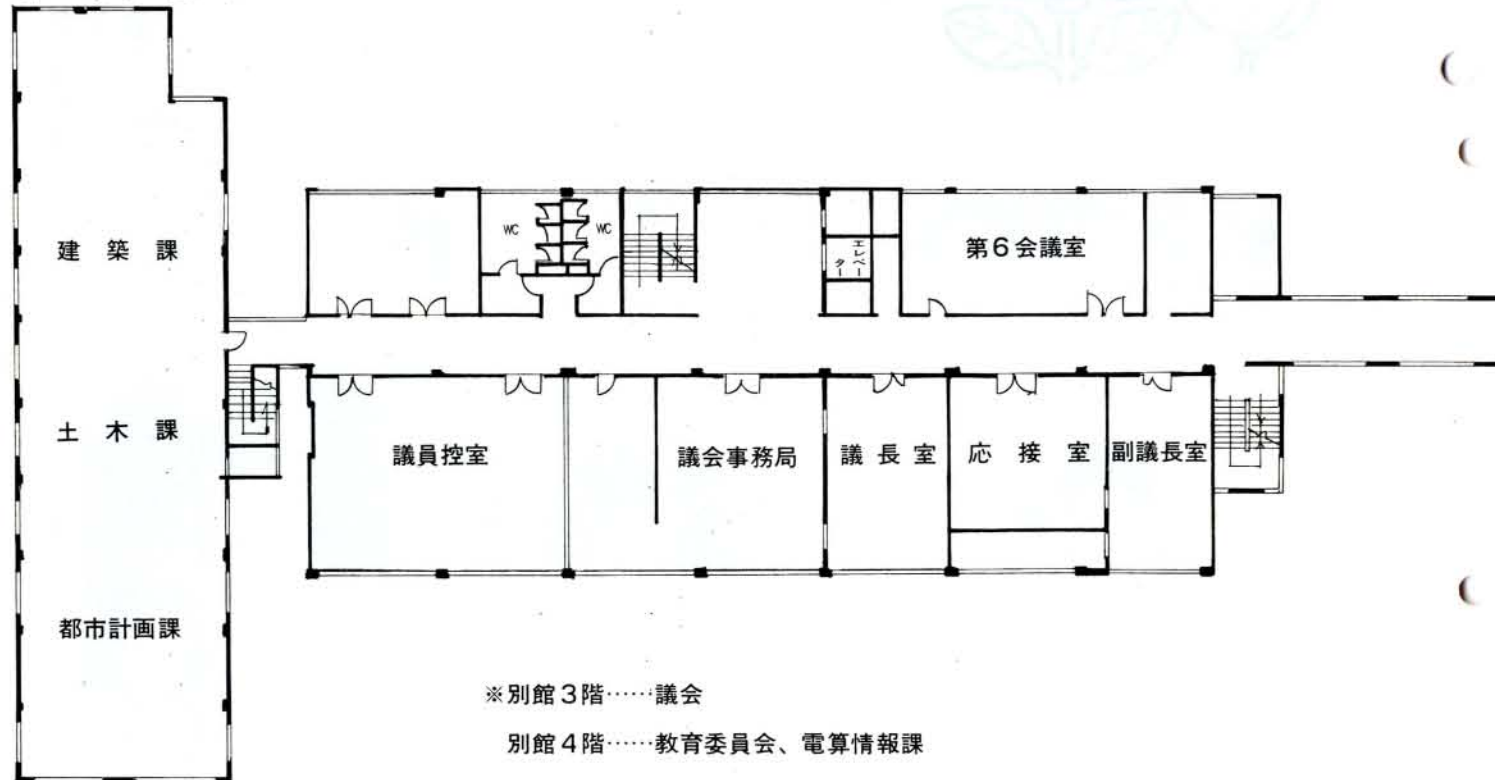 建築課
土木課
都市計画課
WC
WC
エレベーター
第6会議室
議員控室
議会事務局
議長室
応接室
副議長室
※別館3階……議会
別館4階……教育委員会、電算情報課